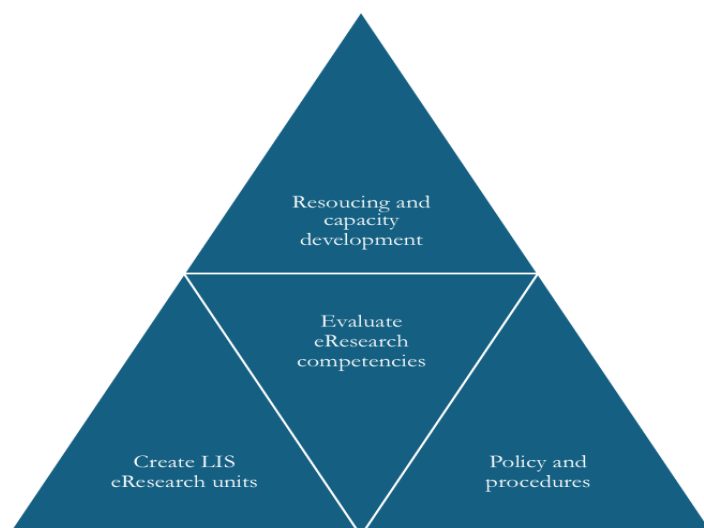 Resoucing and
capacity
development
Evaluate
eResearch
competencies
Create LIS
eResearch units
Policy and
procedures